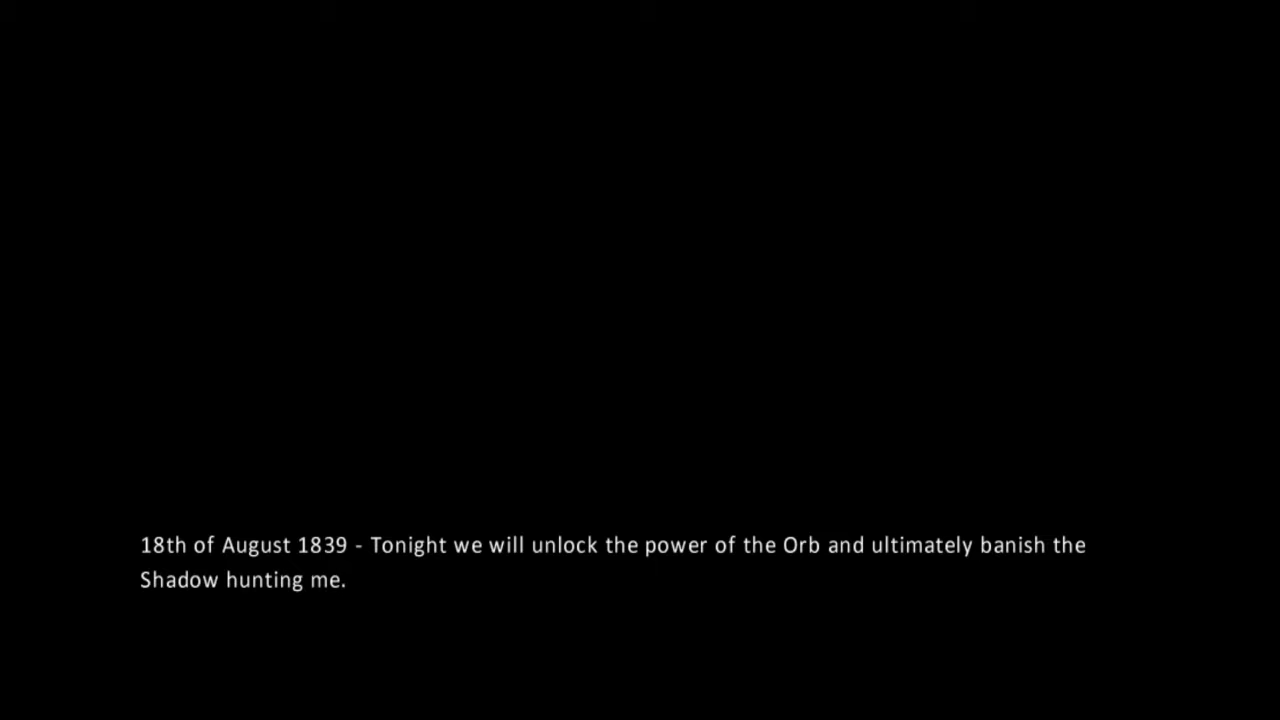 18th of August 1839 - Tonight we will unlock the power of the Orb and ultimately banish the
Shadow hunting me.